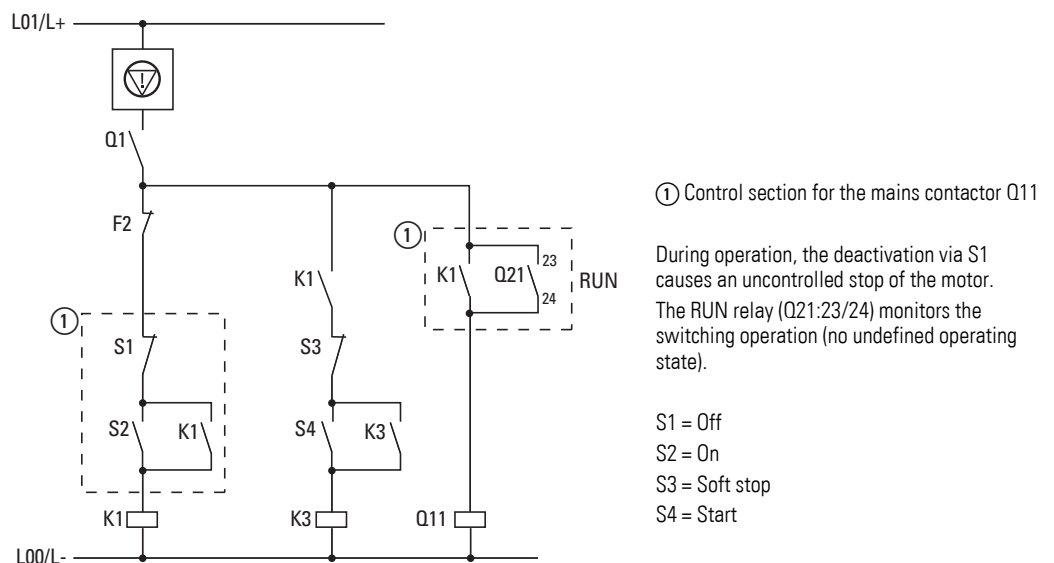 L01/L+
!
Q1
F2
1
S1
S2 K1
K1
K1
S3
S4 K3
K3
1
K1 Q21 23
24
RUN
Q11
L00/L-
1 Control section for the mains contactor Q11
During operation, the deactivation via S1
causes an uncontrolled stop of the motor.
The RUN relay (Q21:23/24) monitors the
switching operation (no undefined operating
state).
S1 = Off
S2 = On
S3 = Soft stop
S4 = Start